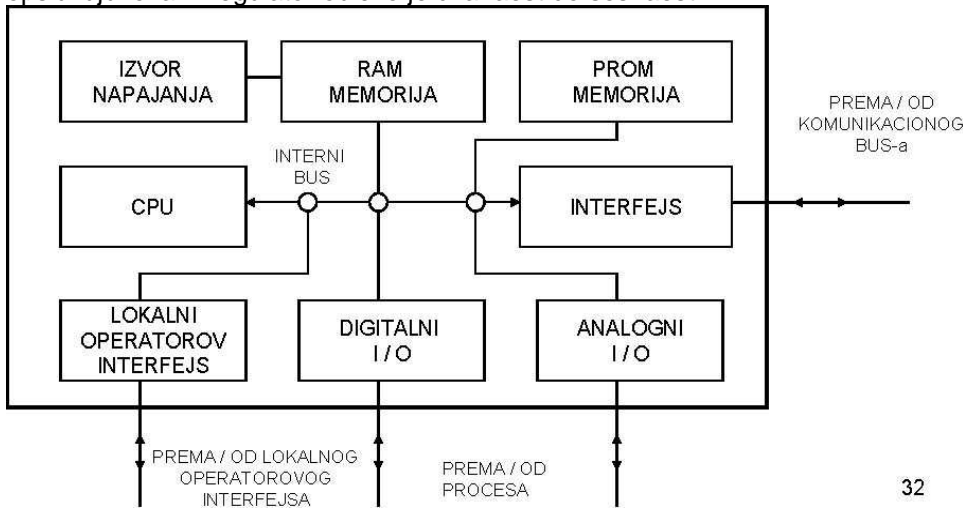 IZVOR
NAPAJANJA
RAM
MEMORIJA
PROM
MEMORIJA
PREMA / OD
KOMUNIKACIONOG
BUS-a
INTERNI
BUS
CPU
INTERFEJS
LOKALNI
OPERATOROV
INTERFEJS
DIGITALNI
I / O
ANALOGNI
I / O
PREMA / OD LOKALNOG
OPERATOROVOG
INTERFEJSA
PREMA / OD
PROCESA
32